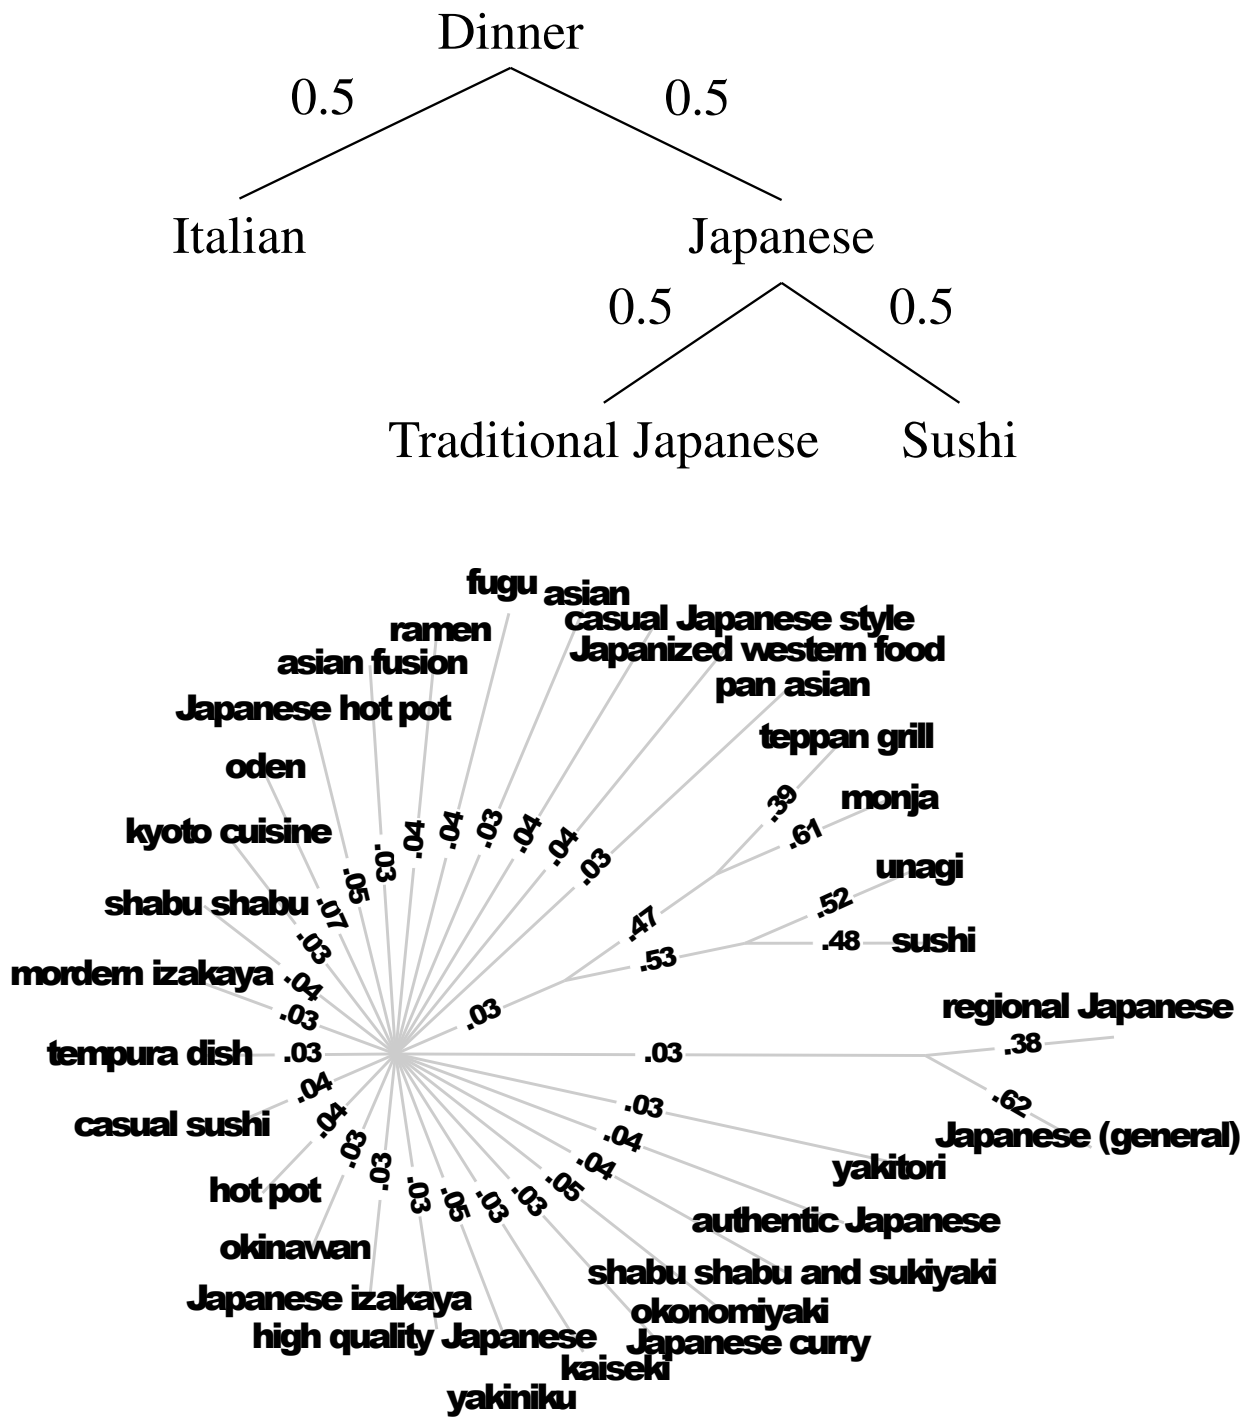 Dinner
0.5 0.5
Italian Japanese
0.5 0.5
Traditional Japanese Sushi
fugu asian
casual Japanese style
ramen
Japanized western food
asian fusion
pan asian
Japanese hot pot
teppan grill
oden
.39 monja
kyoto cuisine .04 .04 .03 .04 .04 .61
.03 .03 unagi
.05 .52
shabu shabu .07 .47
.03 .53 .48 sushi
mordern izakaya .04
.03 .03 regional Japanese
tempura dish .03 .03 .38
.04 .03 .62
casual sushi .04 .04 Japanese (general)
.03 .03 .04 yakitori
hot pot .03 .05 .03 .03 .05
authentic Japanese
okinawan
shabu shabu and sukiyaki
Japanese izakaya
okonomiyaki
high quality Japanese Japanese curry
kaiseki
yakiniku